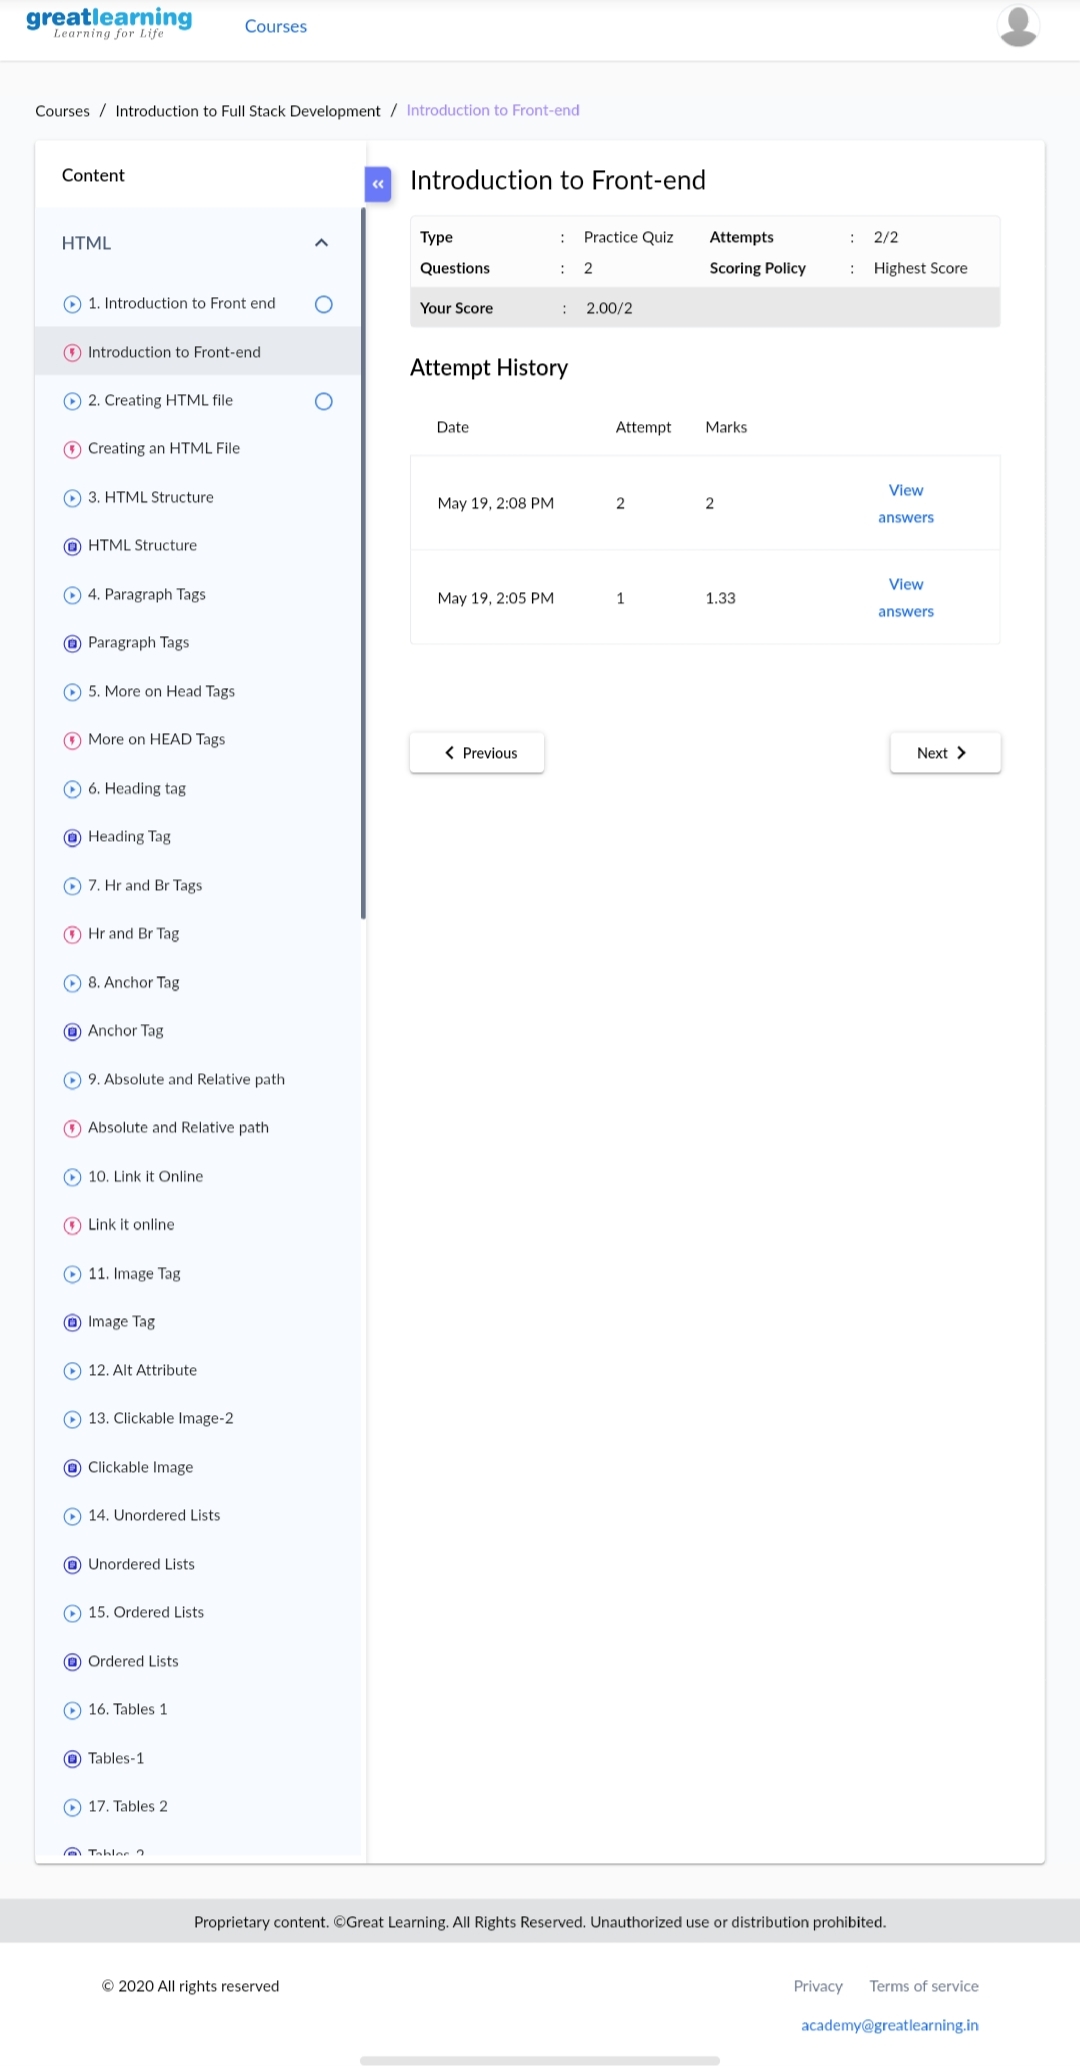 greatlearning
Learning for Life
Courses
Courses / Introduction to Full Stack Development / Introduction to Front-end
Content
HTML
1. Introduction to Front end
Introduction to Front-end
2. Creating HTML file
Creating an HTML File
3. HTML Structure
HTML Structure
4. Paragraph Tags
Paragraph Tags
5. More on Head Tags
More on HEAD Tags
6. Heading tag
Heading Tag
7. Hr and Br Tags
Hr and Br Tag
8. Anchor Tag
Anchor Tag
9. Absolute and Relative path
Absolute and Relative path
10. Link it Online
Link it online
11. Image Tag
Image Tag
12. Alt Attribute
13. Clickable Image-2
Clickable Image
14. Unordered Lists
Unordered Lists
15. Ordered Lists
Ordered Lists
16. Tables 1
Tables-1
17. Tables 2
«
Introduction to Front-end
Type : Practice Quiz Attempts : 2/2
Questions : 2 Scoring Policy : Highest Score
Your Score : 2.00/2
Attempt History
Date Attempt Marks
May 19, 2:08 PM 2 2 View
answers
May 19, 2:05 PM 1 1.33 View
answers
Previous Next
Proprietary content. ©Great Learning. All Rights Reserved. Unauthorized use or distribution prohibited.
© 2020 All rights reserved Privacy Terms of service
academy@greatlearning.in